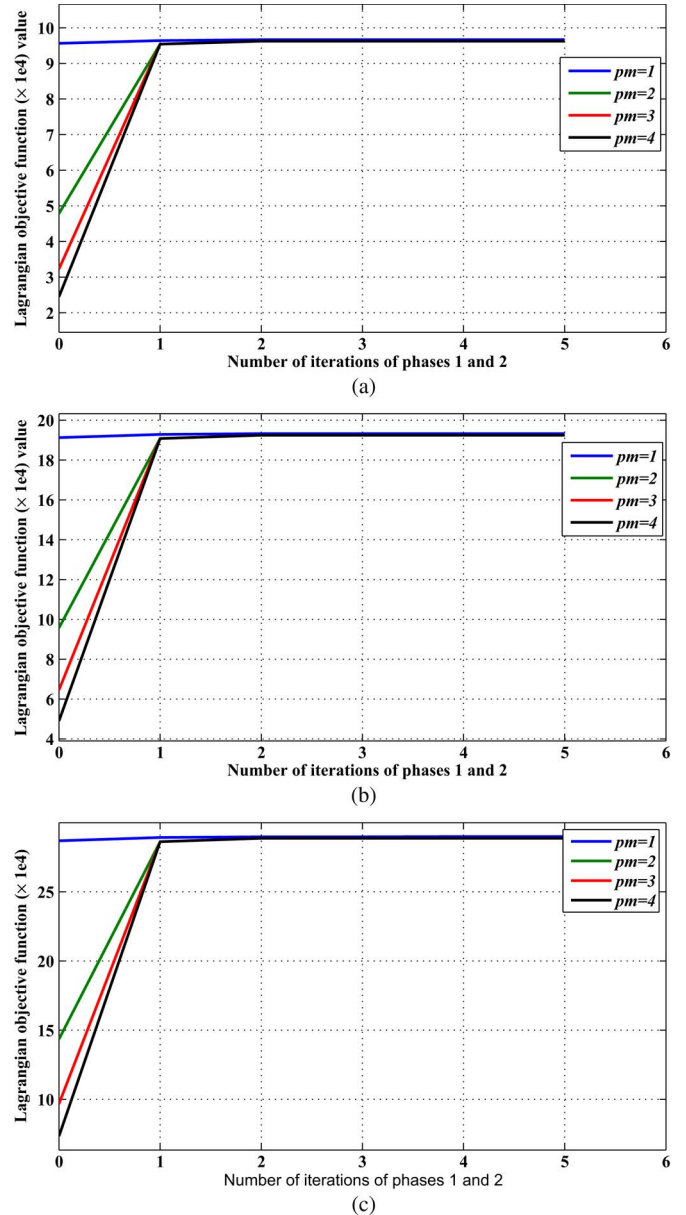 Lagrangian objective function (× 1e4) value
10
9
8
7
6
5
4
3
2
pm=1
pm=2
pm=3
pm=4
0 1 2 3 4 5 6
Number of iterations of phases 1 and 2
(a)
Lagrangian objective function (× 1e4) value
20
18
16
14
12
10
8
6
4
pm=1
pm=2
pm=3
pm=4
0 1 2 3 4 5 6
Number of iterations of phases 1 and 2
(b)
Lagrangian objective function (× 1e4)
25
20
15
10
pm=1
pm=2
pm=3
pm=4
0 1 2 3 4 5 6
Number of iterations of phases 1 and 2
(c)